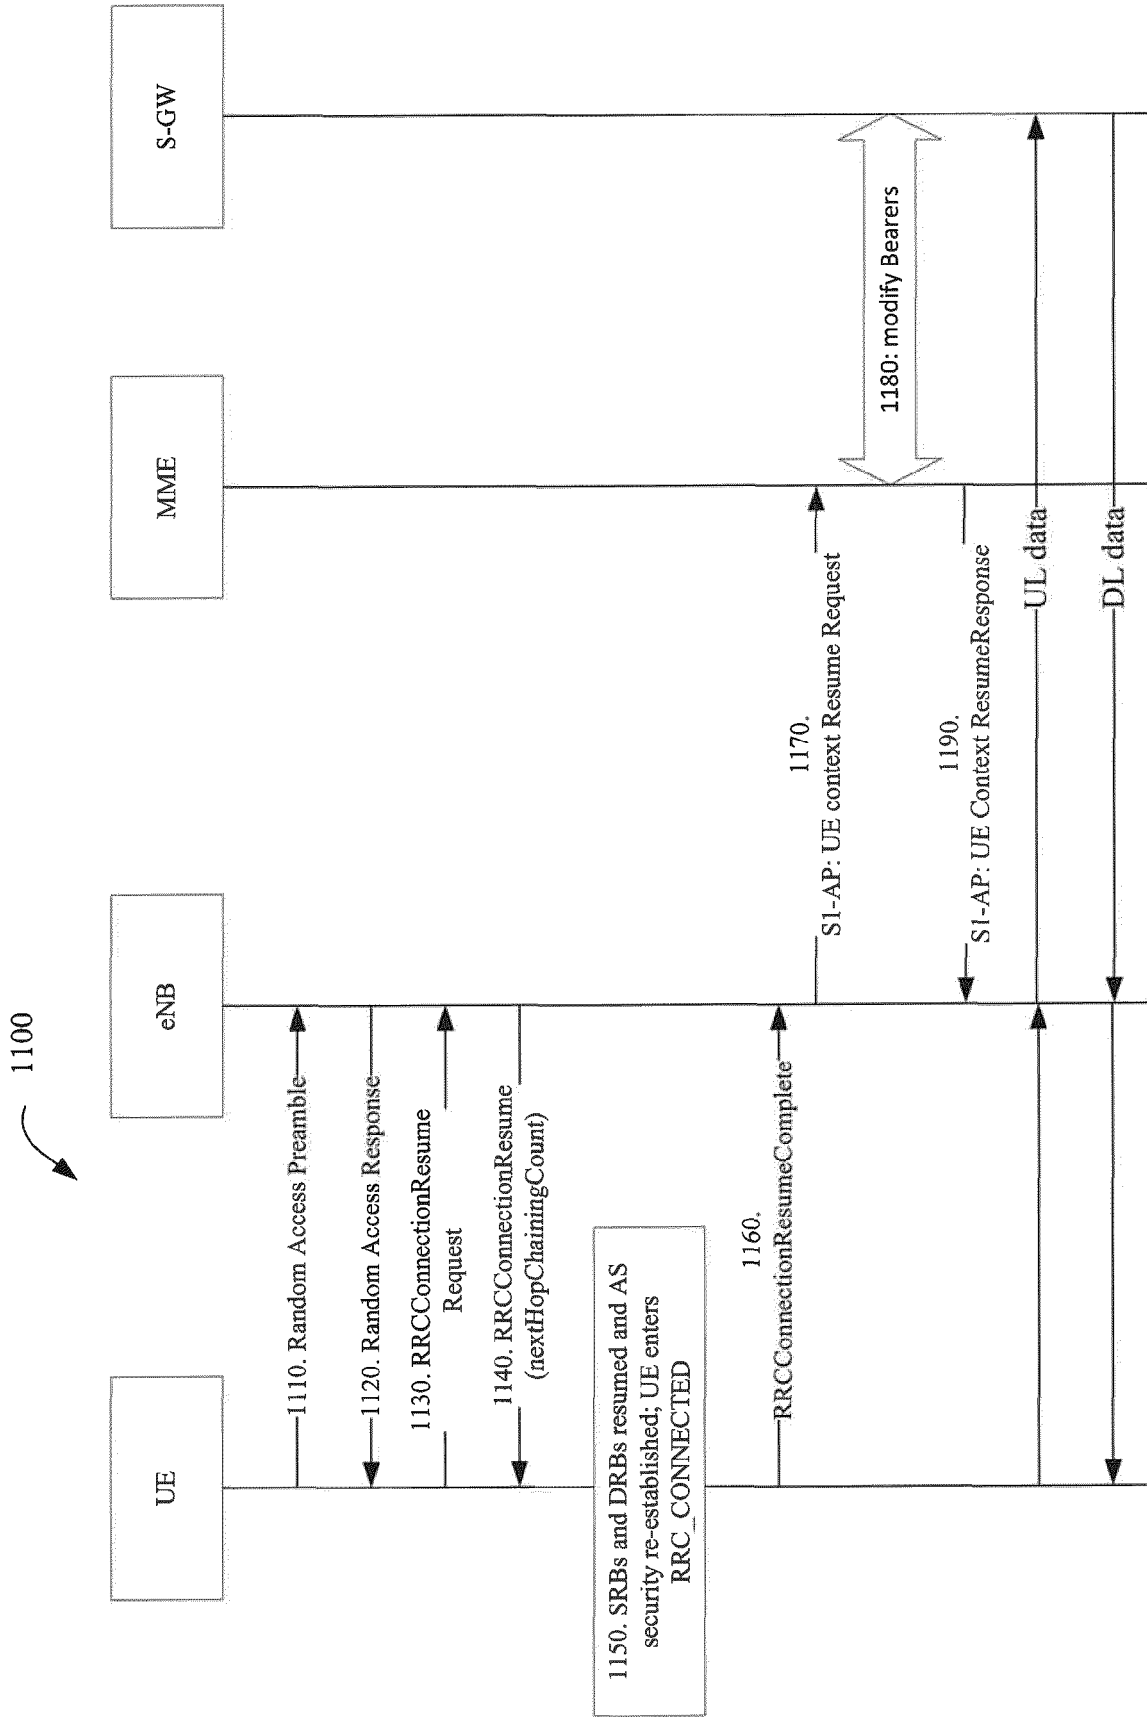 1100
UE
eNB
MME
S-GW
1110. Random Access Preamble
1120. Random Access Response
1130. RRCConnectionResume
Request
1140. RRCConnectionResume
(nextHopChainingCount)
1150. SRBs and DRBs resumed and AS
security re-established; UE enters
RRC_CONNECTED
1160.
RRCConnectionResumeComplete
1170.
S1-AP: UE context Resume Request
1180: modify Bearers
1190.
S1-AP: UE Context ResumeResponse
UL data
DL data